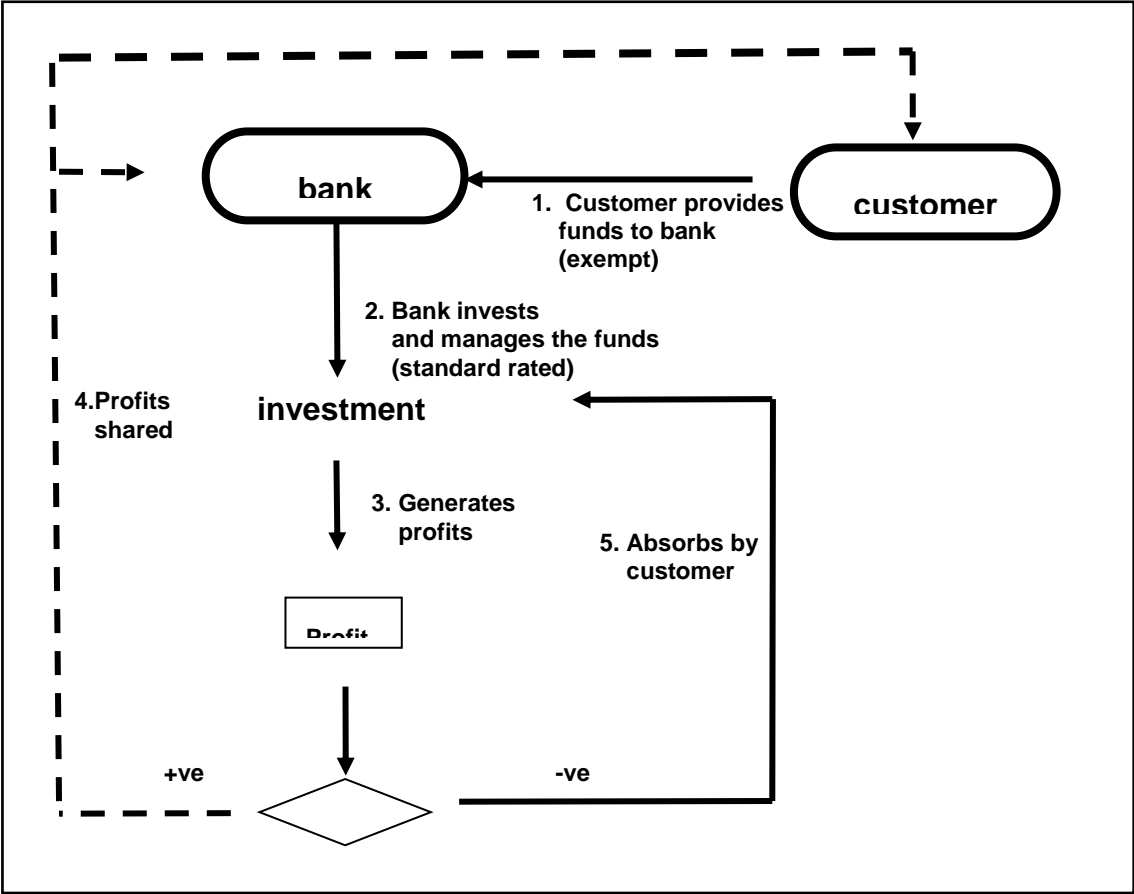 bank
customer
1. Customer provides
funds to bank
(exempt)
2. Bank invests
and manages the funds
(standard rated)
4.Profits
shared
investment
3. Generates
profits
5. Absorbs by
customer
Profit
+ve
-ve